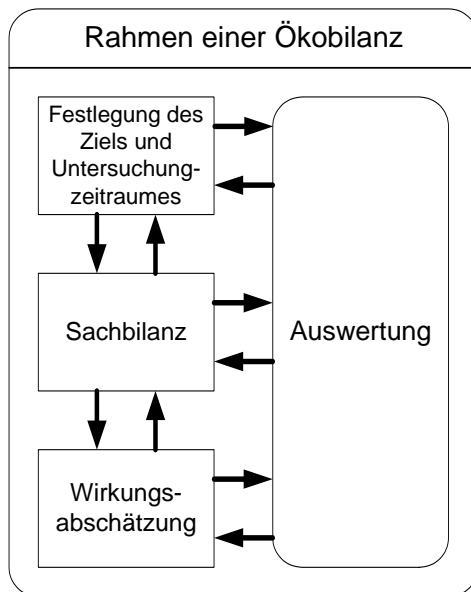 Rahmen einer Ökobilanz
Festlegung des
Ziels und
Untersuchung-
zeitraumes
Sachbilanz
Auswertung
Wirkungs-
abschätzung